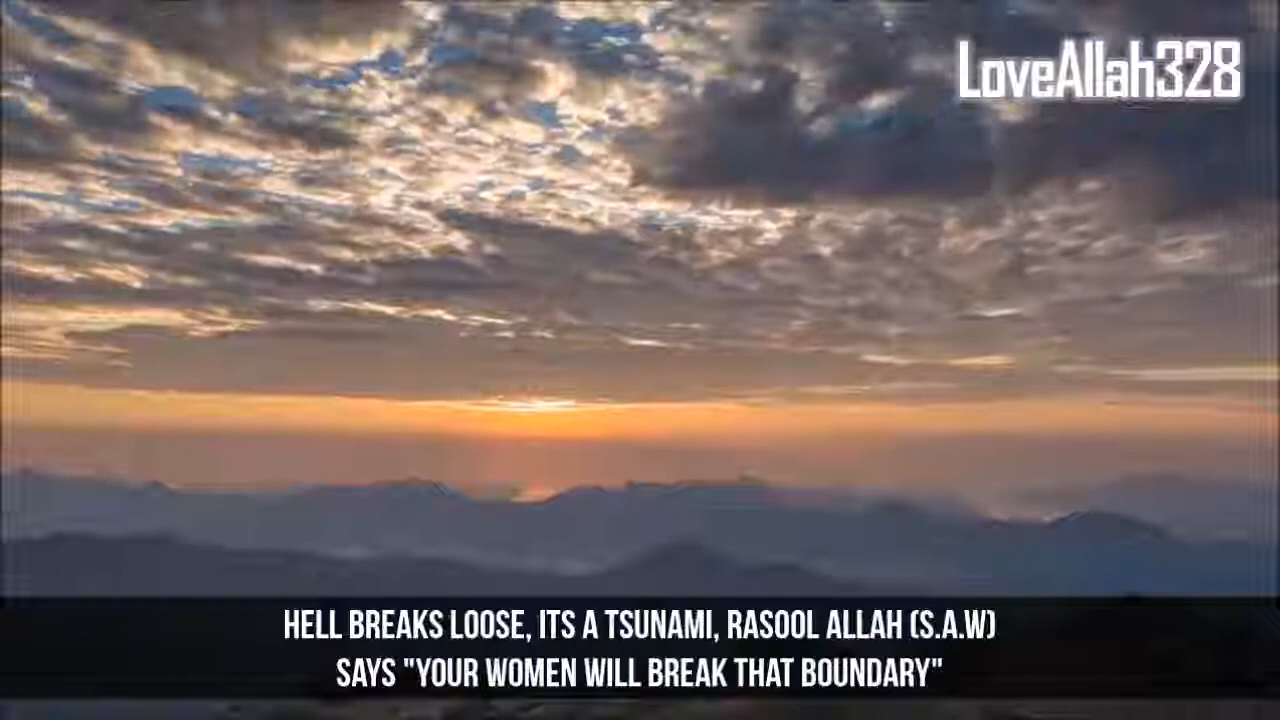 LoveAllah328
HELL BREAKS LOOSE, ITS A TSUNAMI, RASOOL ALLAH (S.A.W)
SAYS "YOUR WOMEN WILL BREAK THAT BOUNDARY"